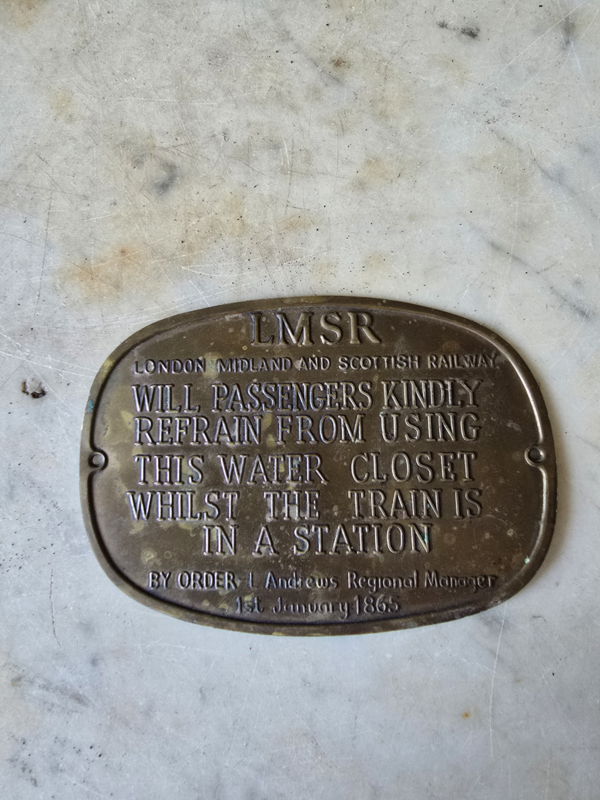 LMSR
LONDON MIDLAND AND SCOTTISH RAILWAY
WILL PASSENGERS KINDLY
REFRAIN FROM USING
THIS WATER CLOSET
WHILST THE TRAIN IS
IN A STATION
BY ORDER I. Andrews Regional Manager
1st January 1865